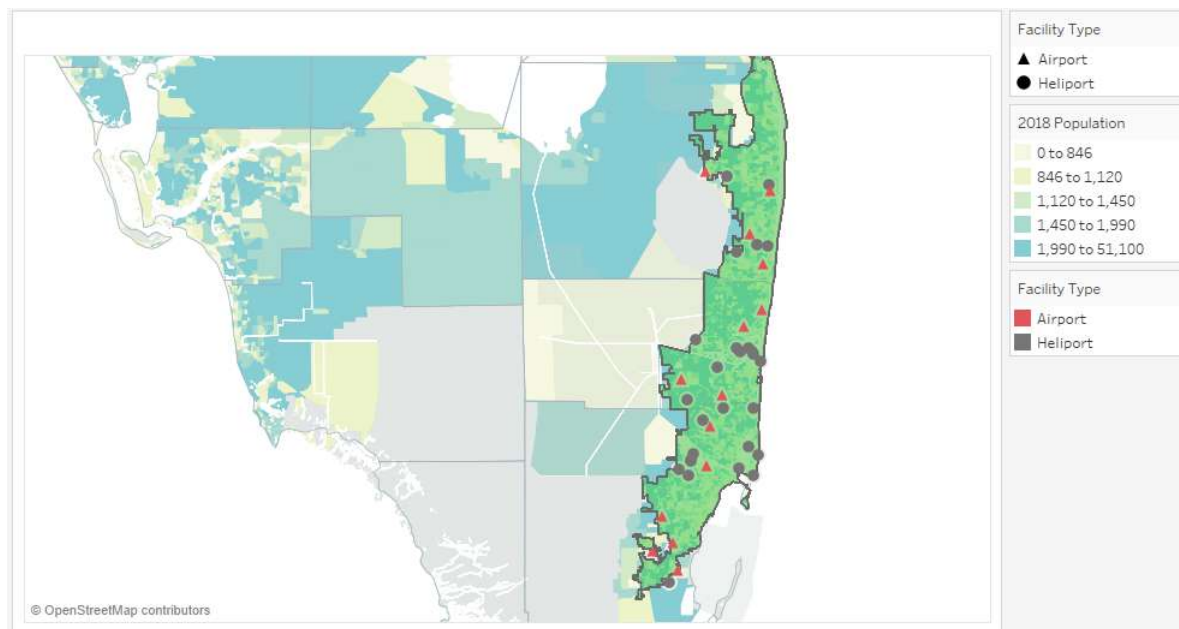 Facility Type
Airport
Heliport
2018 Population
0 to 846
846 to 1,120
1,120 to 1,450
1,450 to 1,990
1,990 to 51,100
Facility Type
Airport
Heliport
© OpenStreetMap contributors